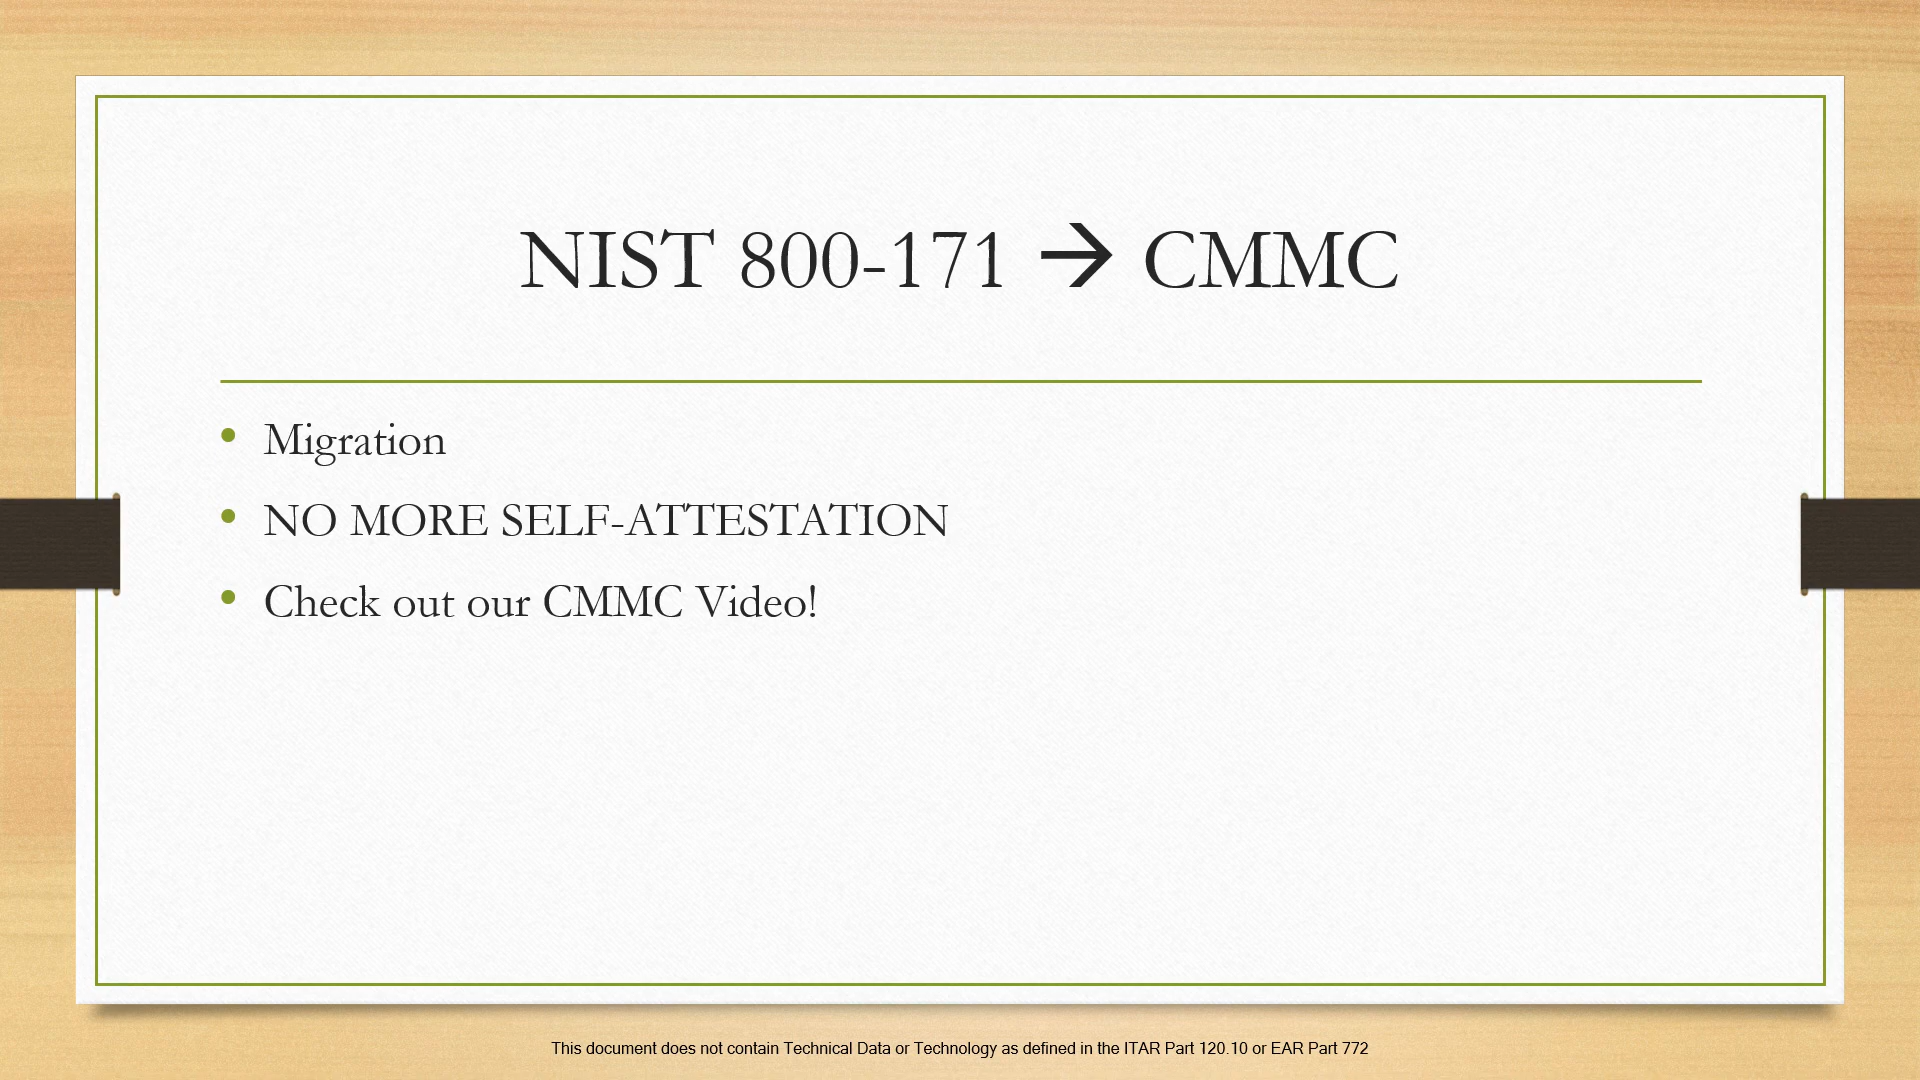 NIST 800-171 → CMMC
• Migration
• NO MORE SELF-ATTESTATION
• Check out our CMMC Video!
This document does not contain Technical Data or Technology as defined in the ITAR Part 120.10 or EAR Part 772